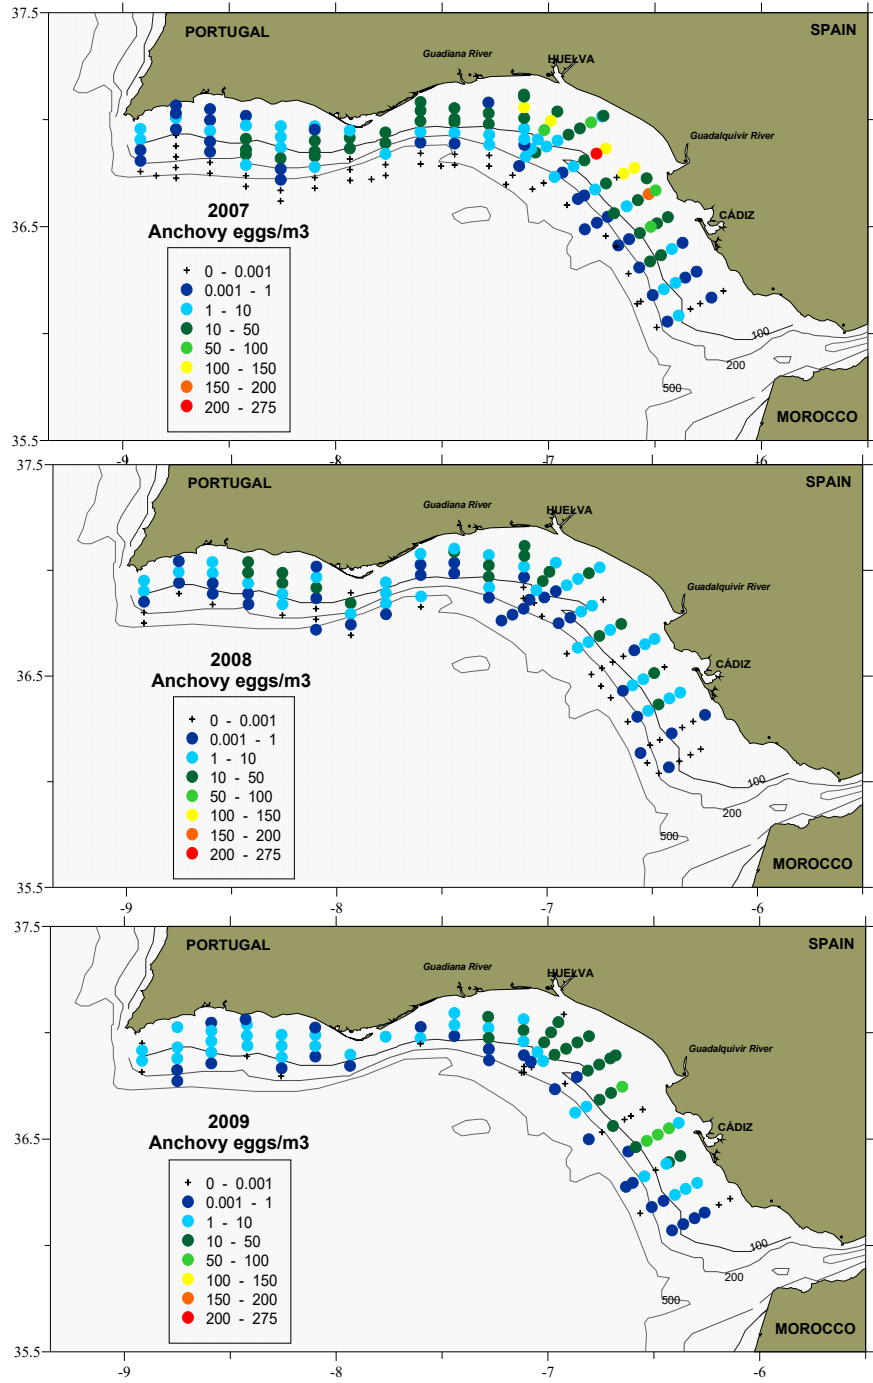 37.5
PORTUGAL
SPAIN
Guadiana River
HUELVA
Guadalquivir River
36.5
2007
Anchovy eggs/m3
CÁDIZ
0 - 0.001
0.001 - 1
1 - 10
10 - 50
50 - 100
100 - 150
150 - 200
200 - 275
100
200
500
MOROCCO
35.5
-9
-8
-7
-6
37.5
PORTUGAL
SPAIN
Guadiana River
HUELVA
Guadalquivir River
36.5
2008
Anchovy eggs/m3
CÁDIZ
0 - 0.001
0.001 - 1
1 - 10
10 - 50
50 - 100
100 - 150
150 - 200
200 - 275
100
200
500
MOROCCO
35.5
-9
-8
-7
-6
37.5
PORTUGAL
SPAIN
Guadiana River
HUELVA
Guadalquivir River
36.5
2009
Anchovy eggs/m3
CÁDIZ
0 - 0.001
0.001 - 1
1 - 10
10 - 50
50 - 100
100 - 150
150 - 200
200 - 275
100
200
500
MOROCCO
35.5
-9
-8
-7
-6